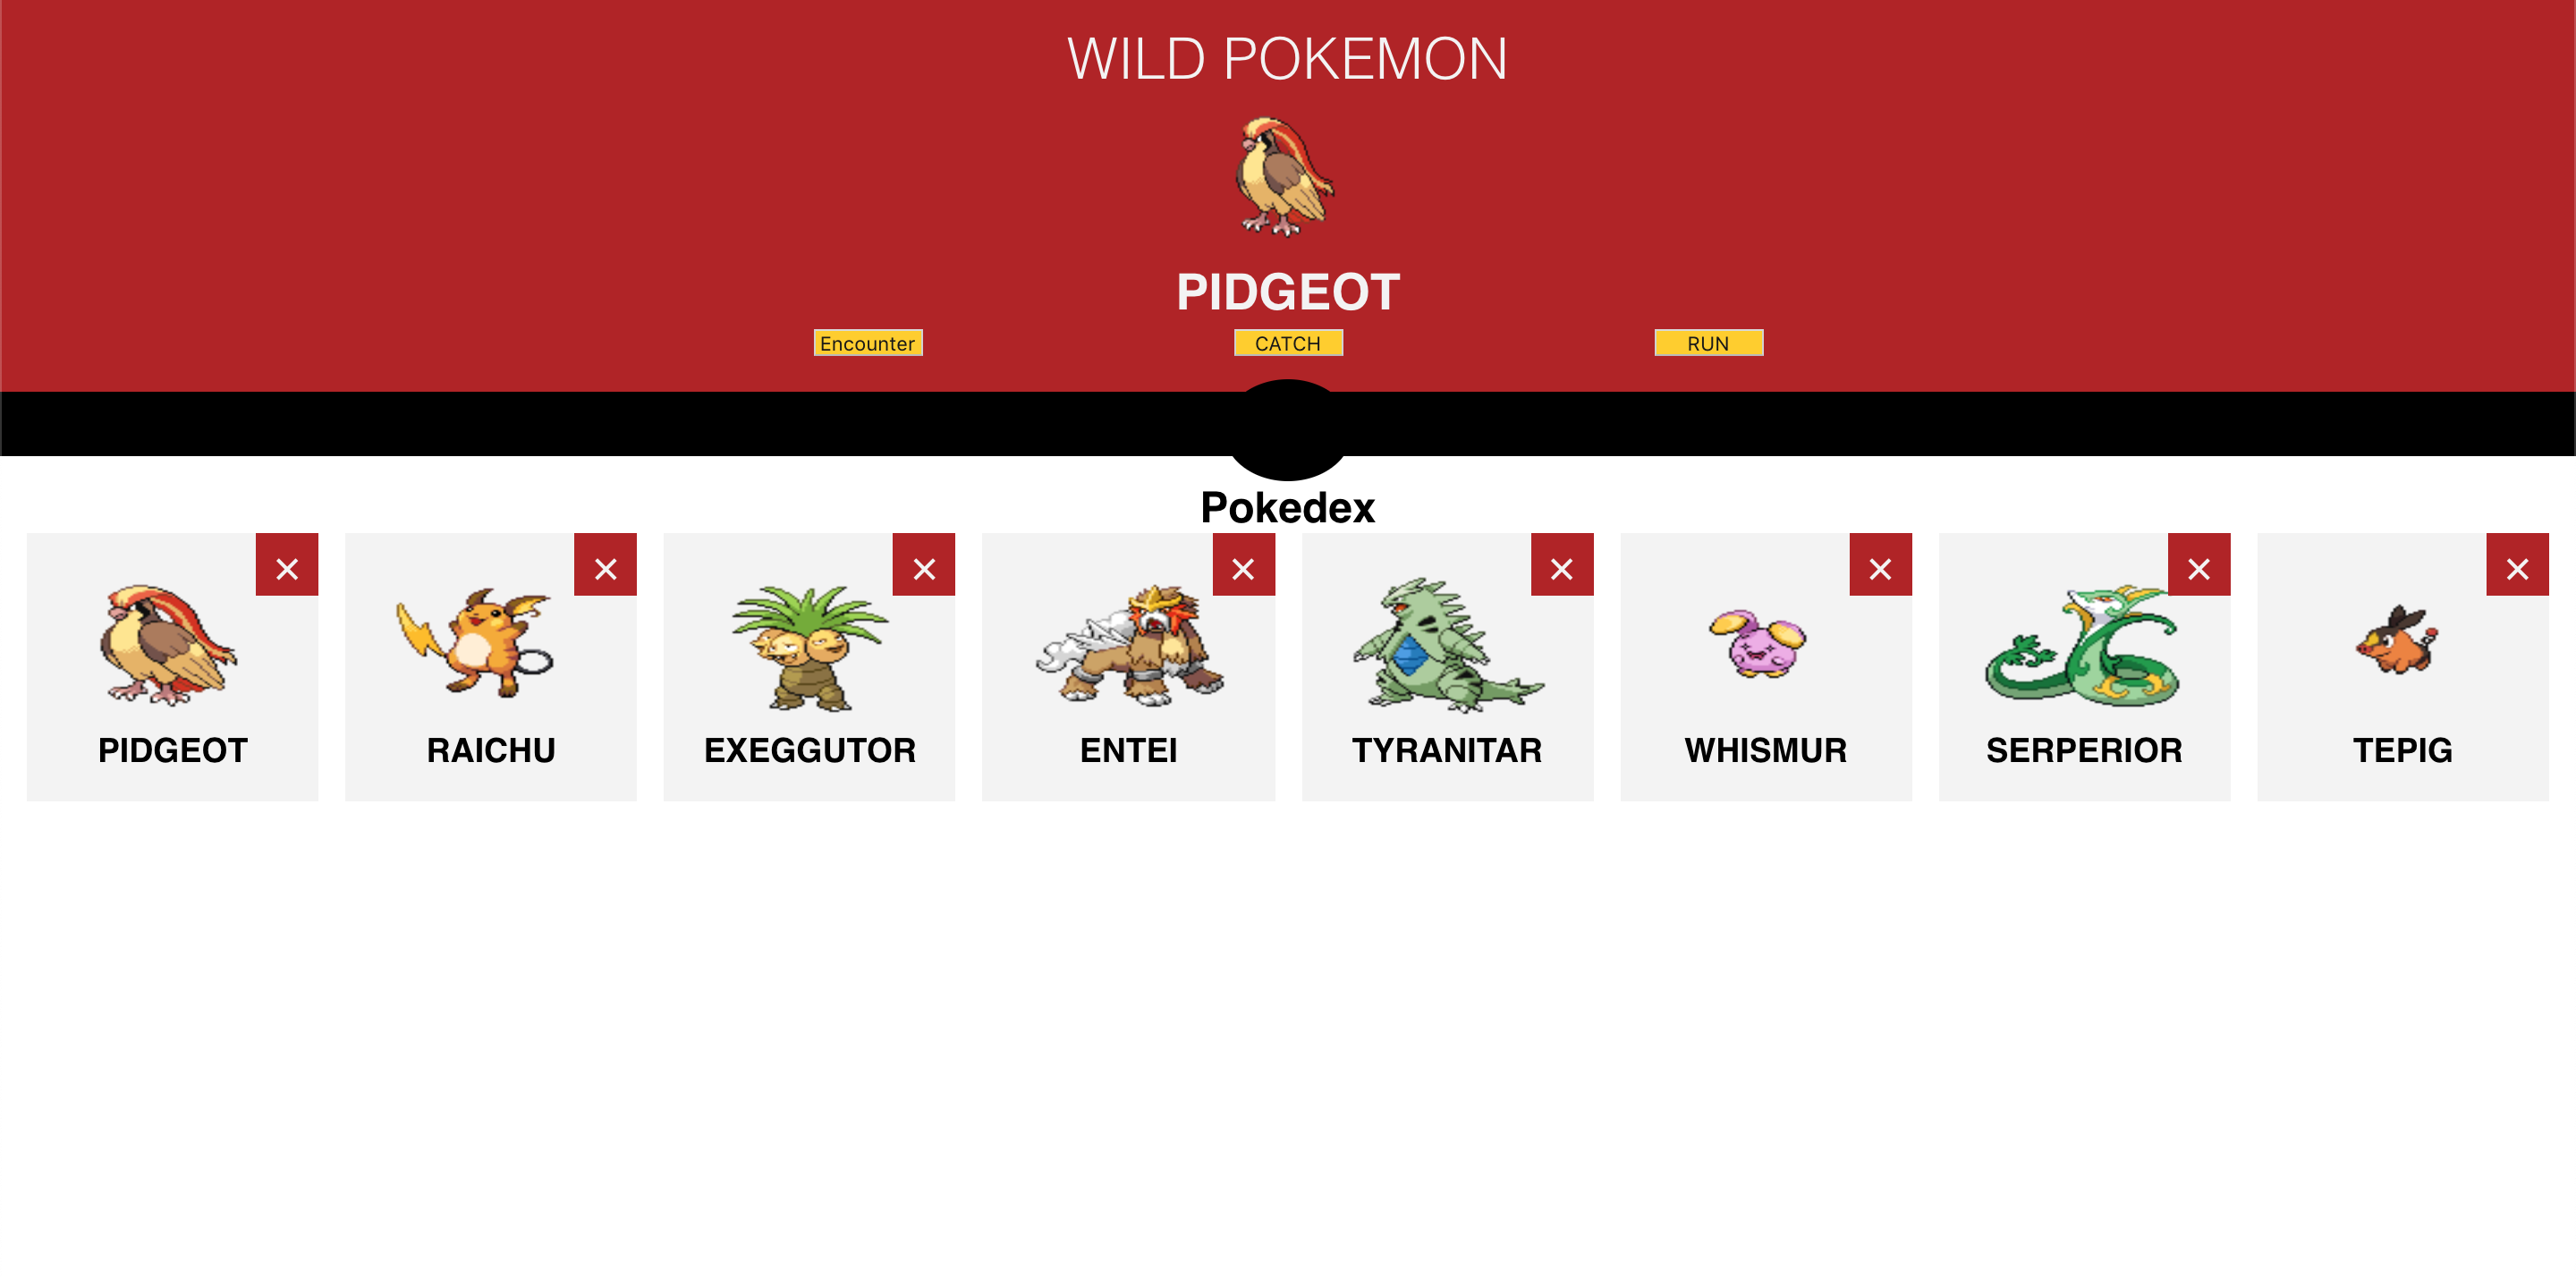 WILD POKEMON
PIDGEOT
Encounter CATCH RUN
Pokedex
× × × × × × × ×
PIDGEOT RAICHU EXEGGUTOR ENTEI TYRANITAR WHISMUR SERPERIOR TEPIG